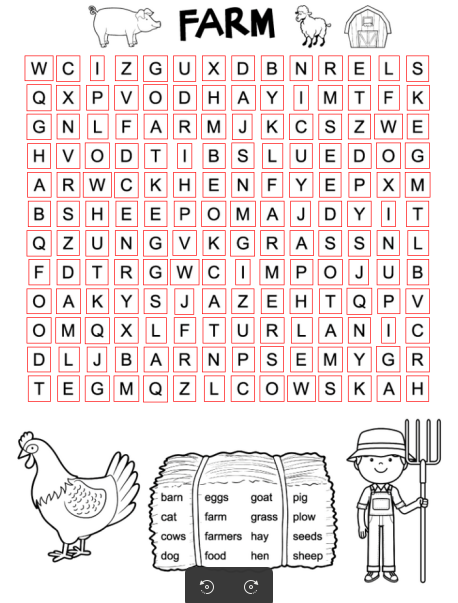 FARM
W C I Z G U X D B N R E L S
Q X P V O D H A Y I M T F K
G N L F A R M J K C S Z W E
H V O D T I B S L U E D O G
A R W C K H E N F Y E P X M
B S H E E P O M A J D Y I T
Q Z U N G V K G R A S S N L
F D T R G W C I M P O J U B
O A K Y S J A Z E H T Q P V
O M Q X L F T U R L A N I C
D L J B A R N P S E M Y G R
T E G M Q Z L C O W S K A H
barn eggs goat pig
cat farm grass plow
cows farmers hay seeds
dog food hen sheep